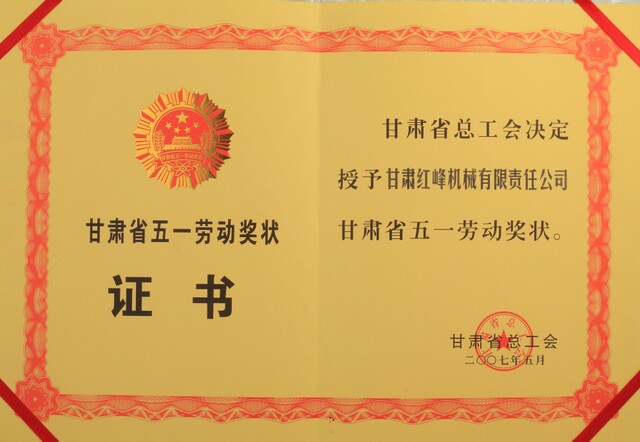 甘肃省五一劳动奖状
证书
甘肃省总工会决定
授予甘肃红峰机械有限责任公司
甘肃省五一劳动奖状。
甘肃省总工会
二〇〇七年五月